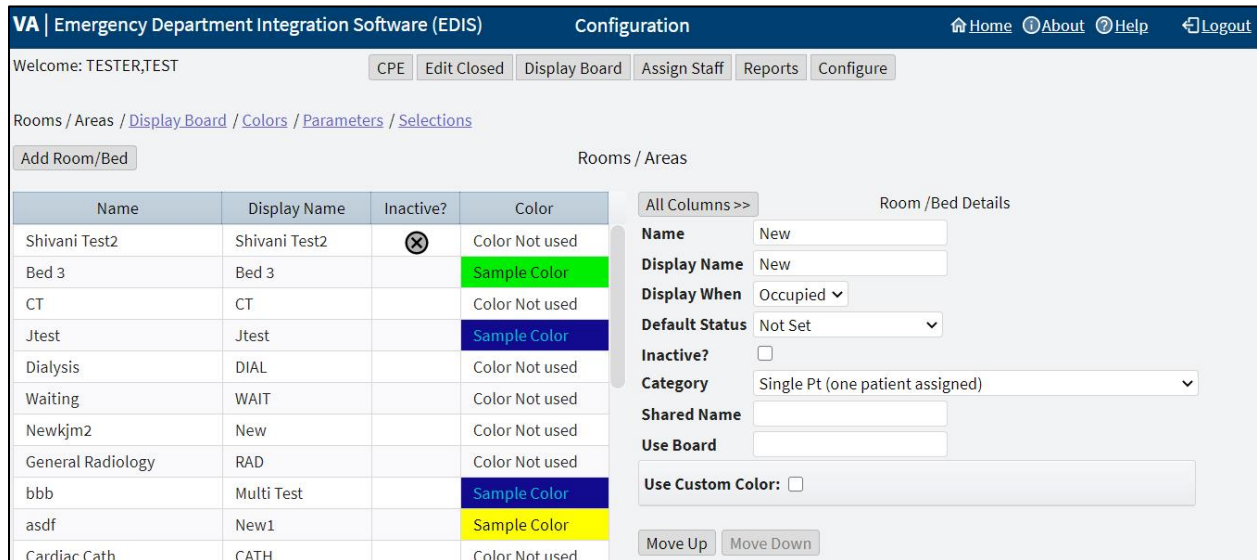 VA | Emergency Department Integration Software (EDIS) Configuration Home About Help Logout
Welcome: TESTER,TEST CPE Edit Closed Display Board Assign Staff Reports Configure
Rooms / Areas / Display Board / Colors / Parameters / Selections
Add Room/Bed Rooms / Areas
Name Display Name Inactive? Color
Shivani Test2 Shivani Test2 Color Not used
Bed 3 Bed 3 Sample Color
CT CT Color Not used
Jtest Jtest Sample Color
Dialysis DIAL Color Not used
Waiting WAIT Color Not used
Newkjm2 New Color Not used
General Radiology RAD Color Not used
bbb Multi Test Sample Color
asdf New1 Sample Color
Cardiac Cath CATH Color Not used
All Columns >> Room /Bed Details
Name New
Display Name New
Display When Occupied
Default Status Not Set
Inactive?
Category Single Pt (one patient assigned)
Shared Name
Use Board
Use Custom Color:
Move Up Move Down